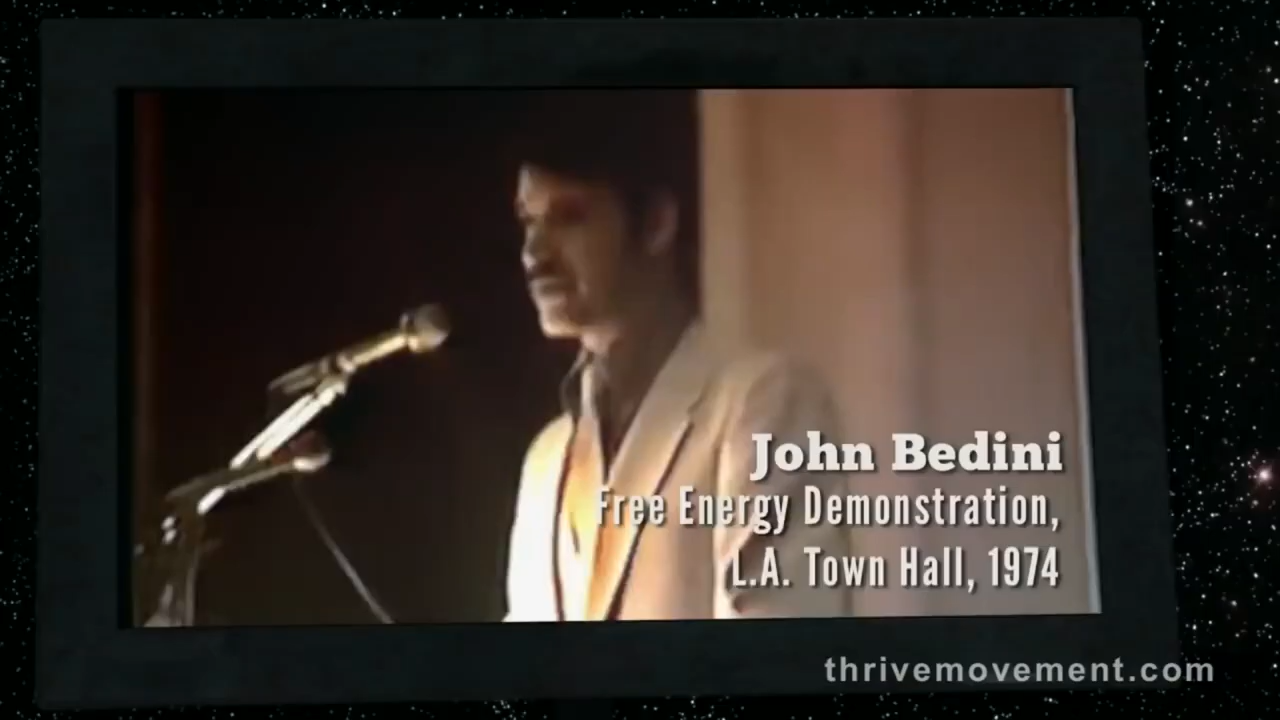 John Bedini
Free Energy Demonstration,
L.A. Town Hall, 1974
thrivemovement.com